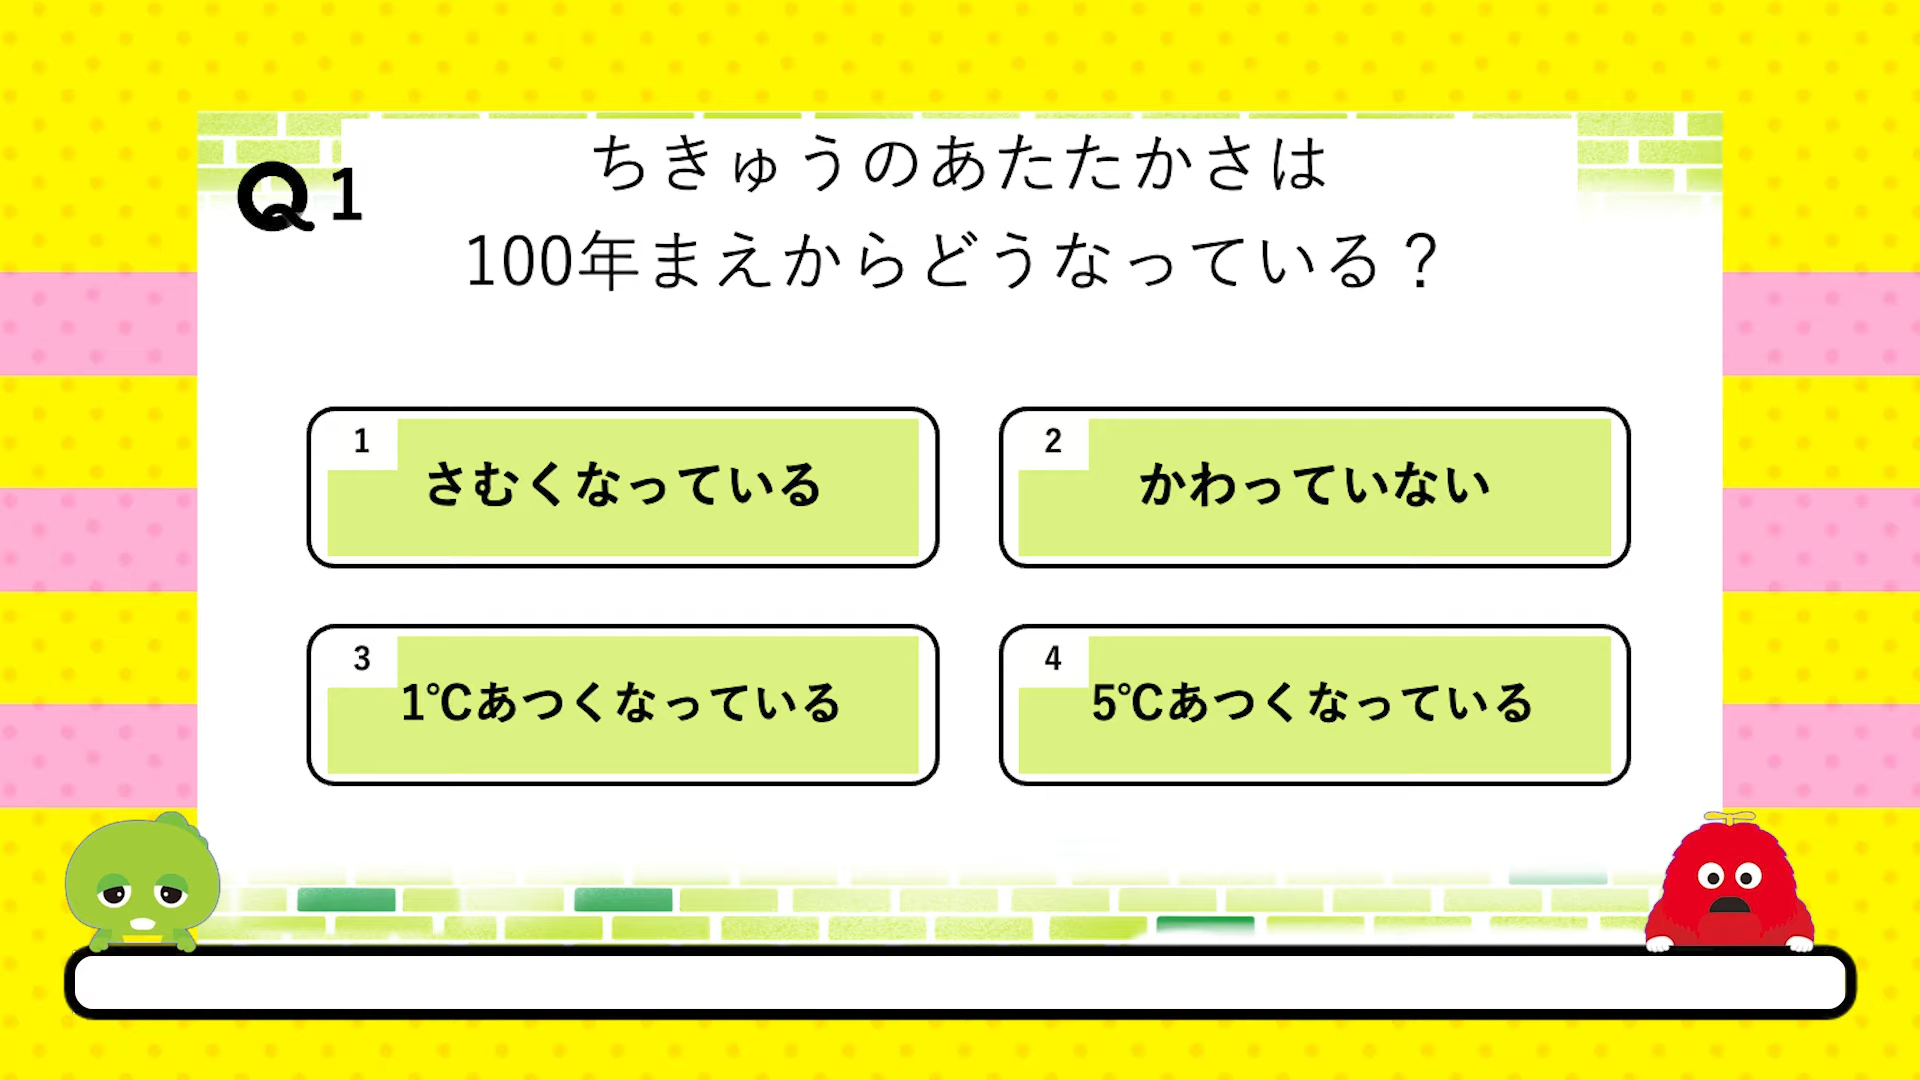 Q1
ちきゅうのあたたかさは
100年まえからどうなっている？
1
さむくなっている
2
かわっていない
3
1℃あつくなっている
4
5℃あつくなっている